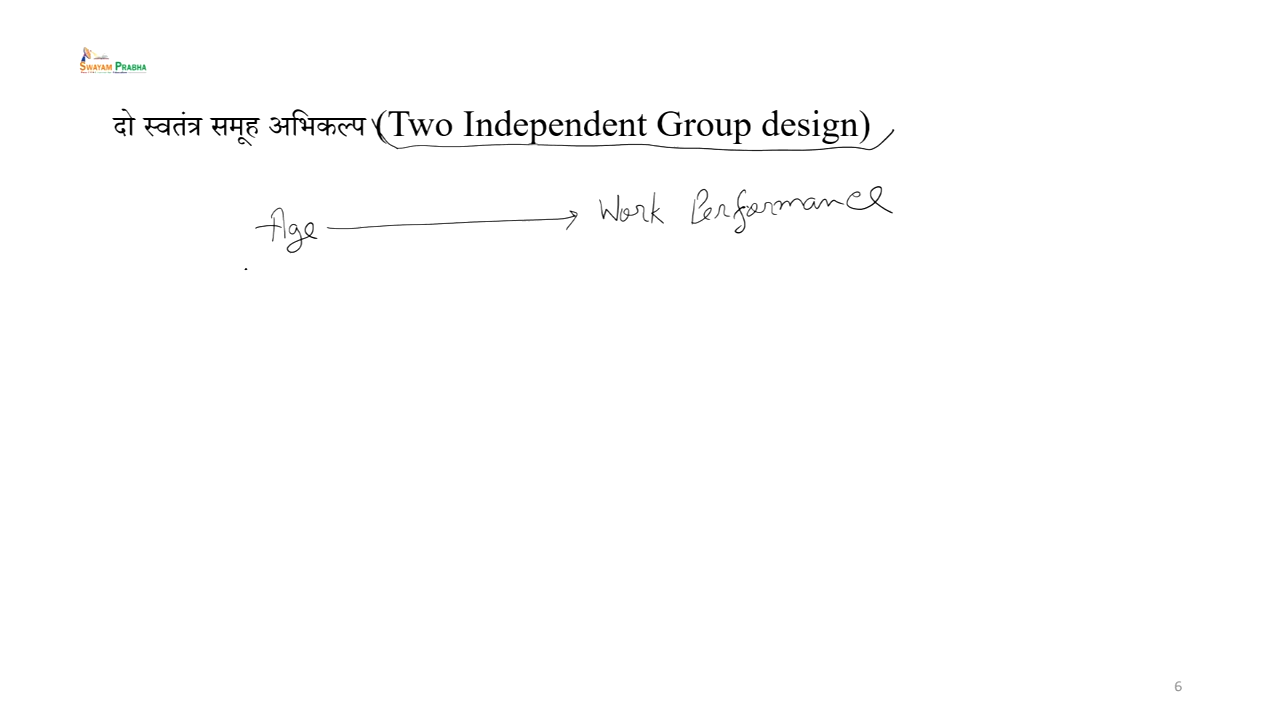 SWAYAM PRABHA
दो स्वतंत्र समूह अभिकल्प (Two Independent Group design)
Age → Work Performance
6